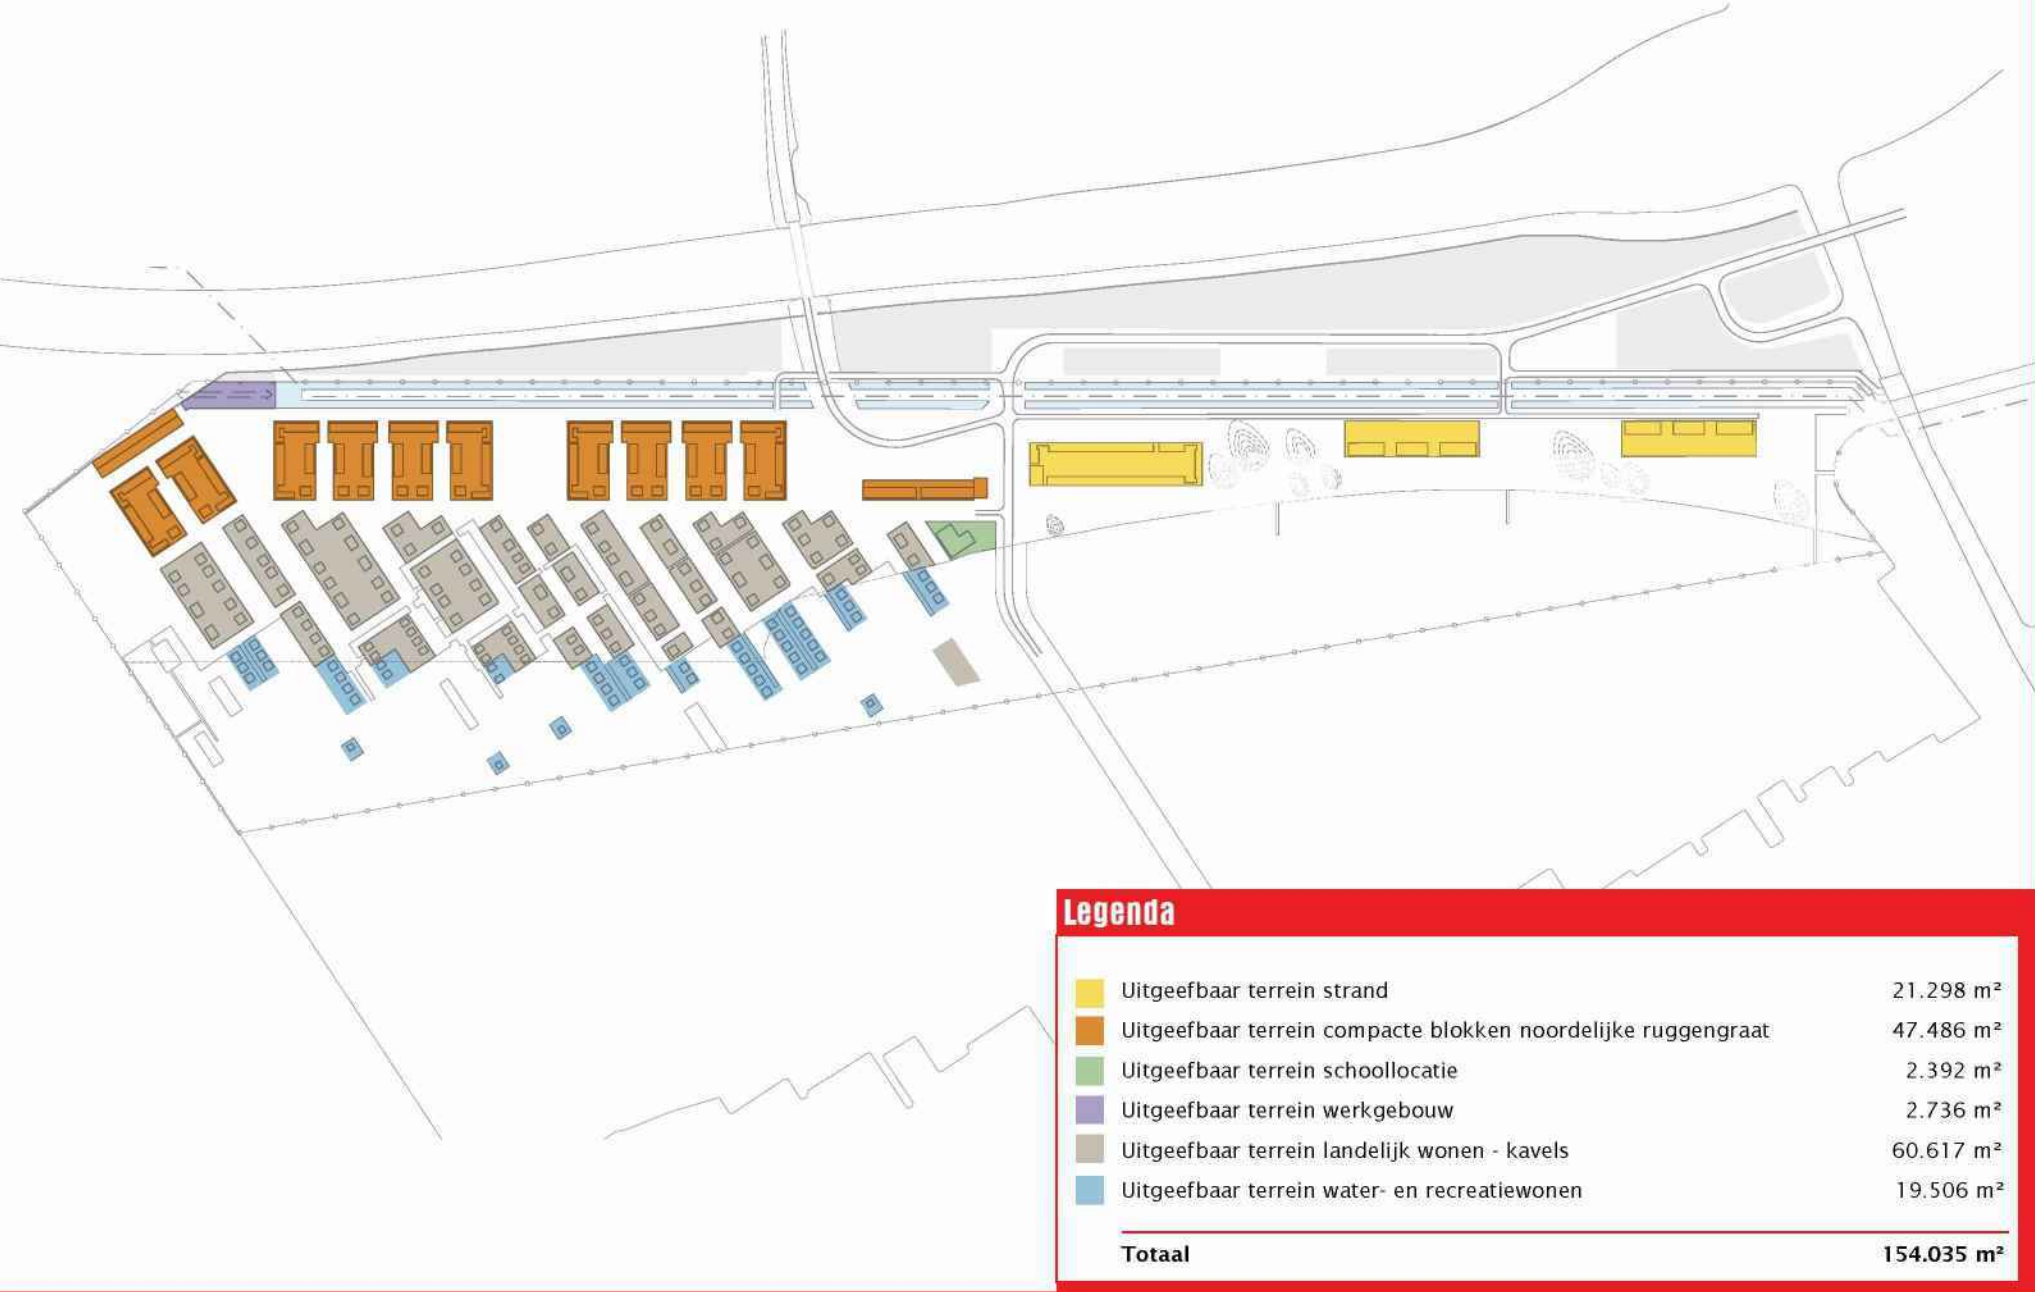 Legenda
Uitgeefbaar terrein strand 21.298 m²
Uitgeefbaar terrein compacte blokken noordelijke ruggengraat 47.486 m²
Uitgeefbaar terrein schoollocatie 2.392 m²
Uitgeefbaar terrein werkgebouw 2.736 m²
Uitgeefbaar terrein landelijk wonen - kavels 60.617 m²
Uitgeefbaar terrein water- en recreatiewonen 19.506 m²
Totaal 154.035 m²